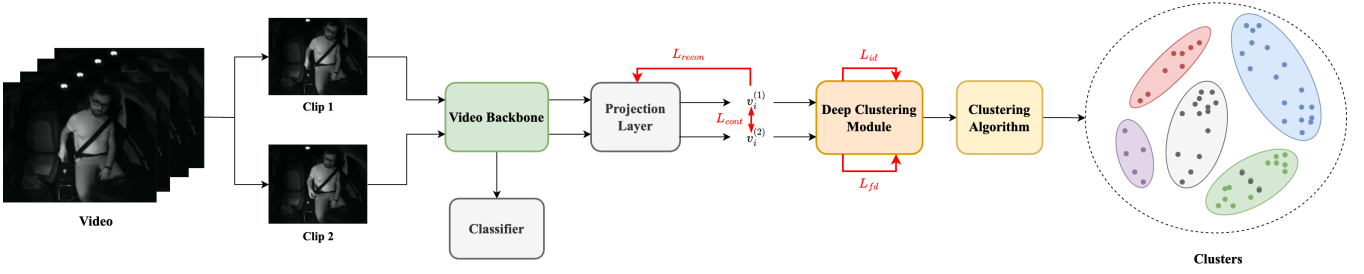 Video
Clip 1
Clip 2
Video Backbone
Classifier
Projection
Layer
L_recon
v_i^(1)
L_cont
v_i^(2)
L_id
Deep Clustering
Module
L_fd
Clustering
Algorithm
Clusters